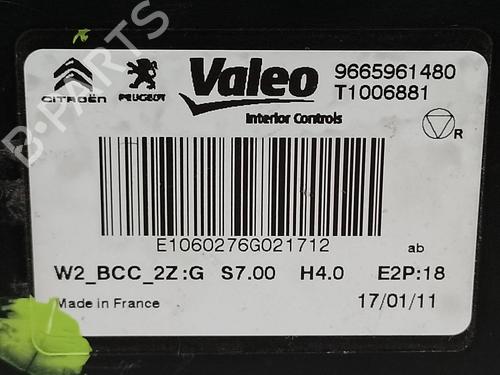 CITROËN PEUGEOT Valeo 9665961480
T1006881
Interior Controls
R
E1060276G021712
ab
W2_BCC_2Z:G S7.00 H4.0 E2P:18
Made in France 17/01/11
B-PARTS